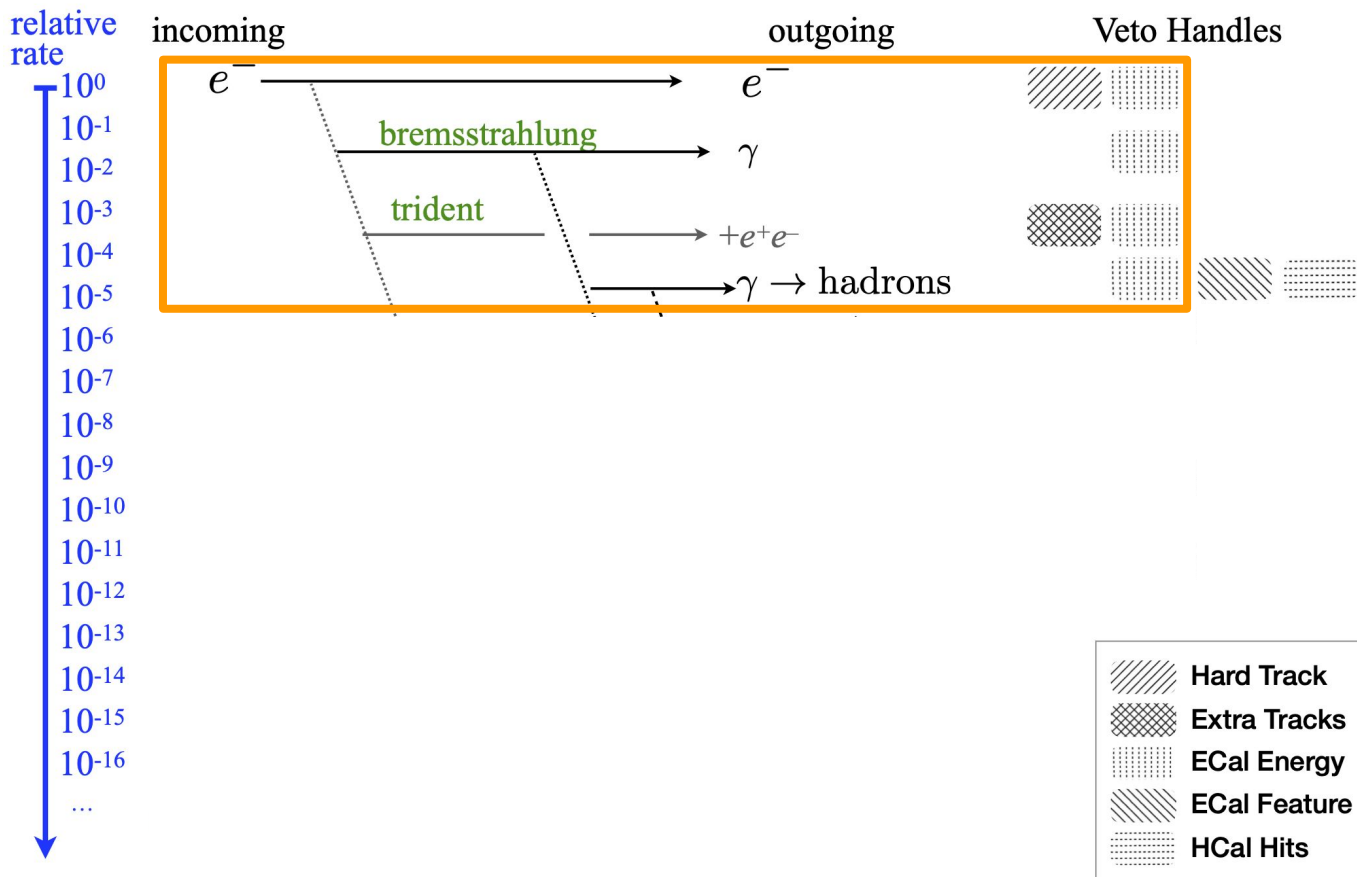 relative rate
incoming
outgoing
Veto Handles
e⁻
e⁻
10⁰
10⁻¹
bremsstrahlung
γ
10⁻²
10⁻³
trident
+e⁺e⁻
10⁻⁴
γ → hadrons
10⁻⁵
10⁻⁶
10⁻⁷
10⁻⁸
10⁻⁹
10⁻¹⁰
10⁻¹¹
10⁻¹²
10⁻¹³
10⁻¹⁴
10⁻¹⁵
10⁻¹⁶
...
Hard Track
Extra Tracks
ECal Energy
ECal Feature
HCal Hits